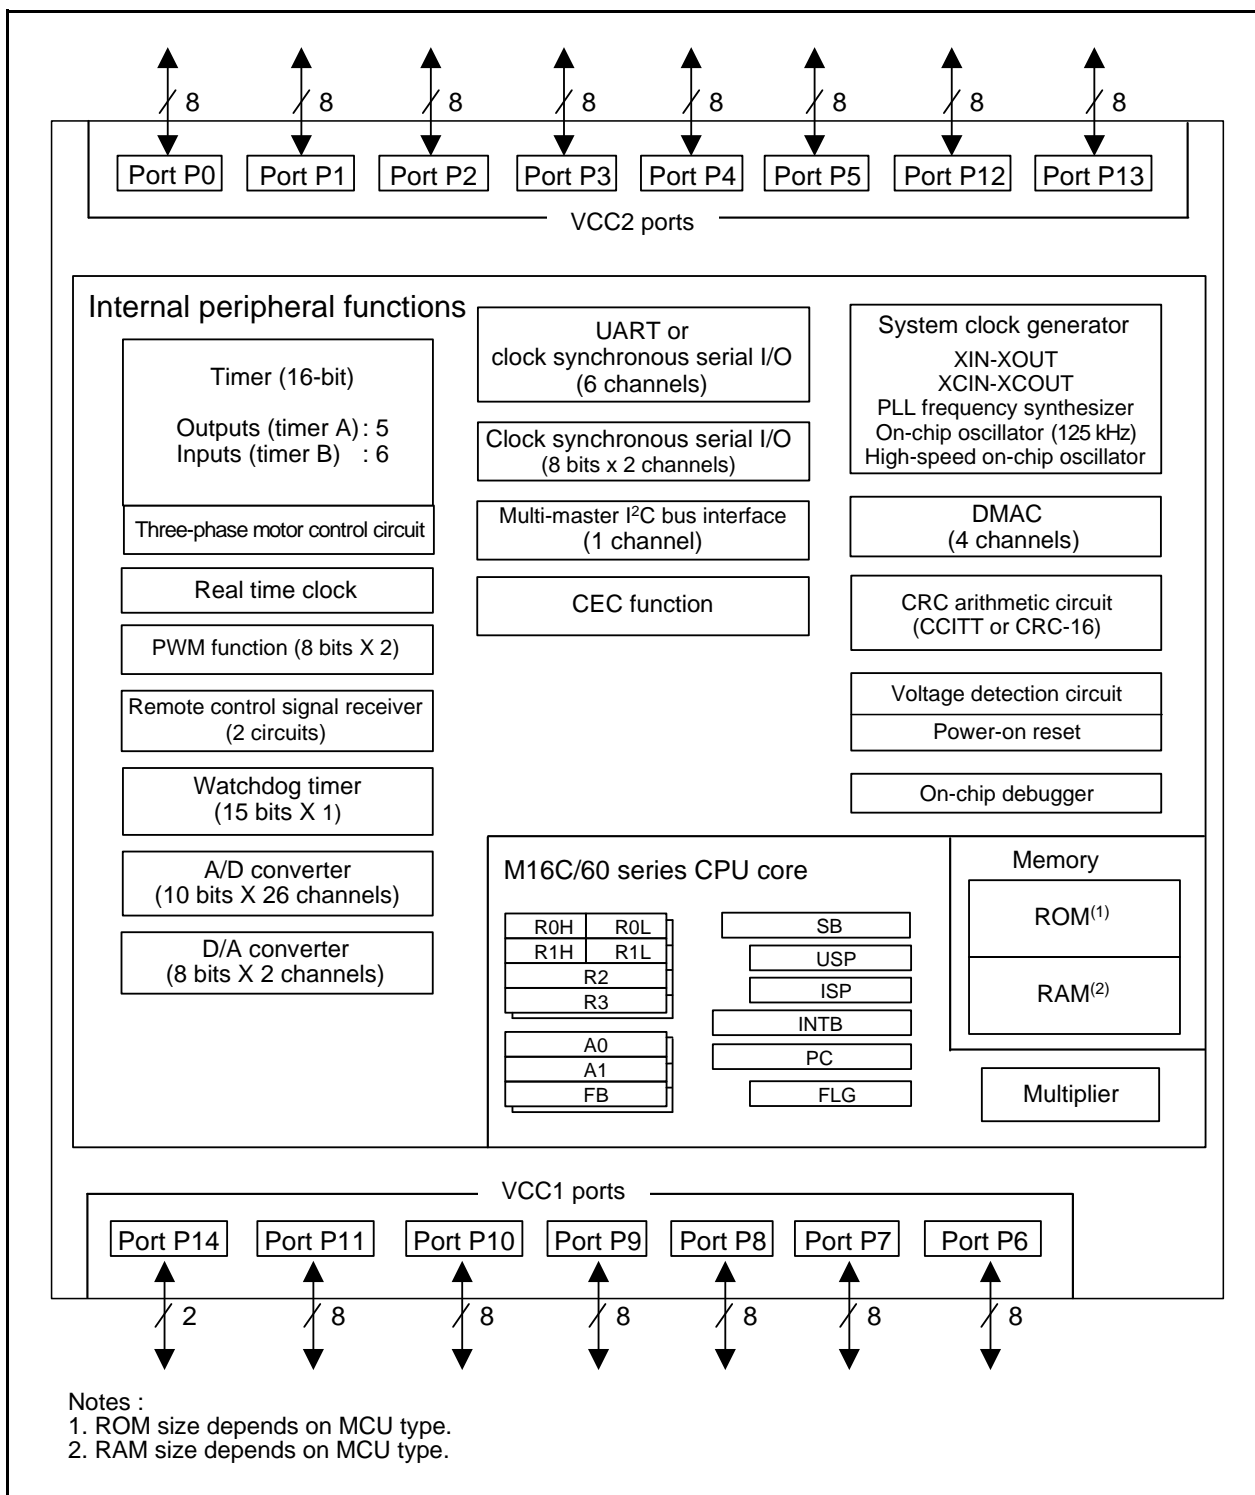 8 8 8 8 8 8 8 8
Port P0 Port P1 Port P2 Port P3 Port P4 Port P5 Port P12 Port P13
VCC2 ports
Internal peripheral functions
Timer (16-bit)
Outputs (timer A) : 5
Inputs (timer B) : 6
Three-phase motor control circuit
Real time clock
PWM function (8 bits X 2)
Remote control signal receiver
(2 circuits)
Watchdog timer
(15 bits X 1)
A/D converter
(10 bits X 26 channels)
D/A converter
(8 bits X 2 channels)
UART or
clock synchronous serial I/O
(6 channels)
Clock synchronous serial I/O
(8 bits x 2 channels)
Multi-master I²C bus interface
(1 channel)
CEC function
System clock generator
XIN-XOUT
XCIN-XCOUT
PLL frequency synthesizer
On-chip oscillator (125 kHz)
High-speed on-chip oscillator
DMAC
(4 channels)
CRC arithmetic circuit
(CCITT or CRC-16)
Voltage detection circuit
Power-on reset
On-chip debugger
M16C/60 series CPU core
R0H R0L
R1H R1L
R2
R3
A0
A1
FB
SB
USP
ISP
INTB
PC
FLG
Memory
ROM(1)
RAM(2)
Multiplier
VCC1 ports
Port P14 Port P11 Port P10 Port P9 Port P8 Port P7 Port P6
2 8 8 8 8 8 8
Notes :
1. ROM size depends on MCU type.
2. RAM size depends on MCU type.